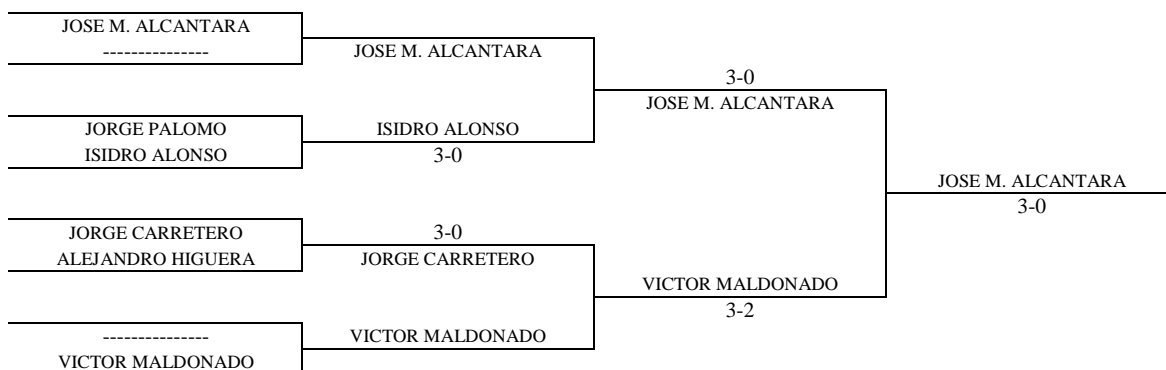 JOSE M. ALCANTARA
---------------
JOSE M. ALCANTARA
3-0
JOSE M. ALCANTARA
JORGE PALOMO
ISIDRO ALONSO
ISIDRO ALONSO
3-0
JOSE M. ALCANTARA
3-0
JORGE CARRETERO
ALEJANDRO HIGUERA
3-0
JORGE CARRETERO
VICTOR MALDONADO
3-2
---------------
VICTOR MALDONADO
VICTOR MALDONADO